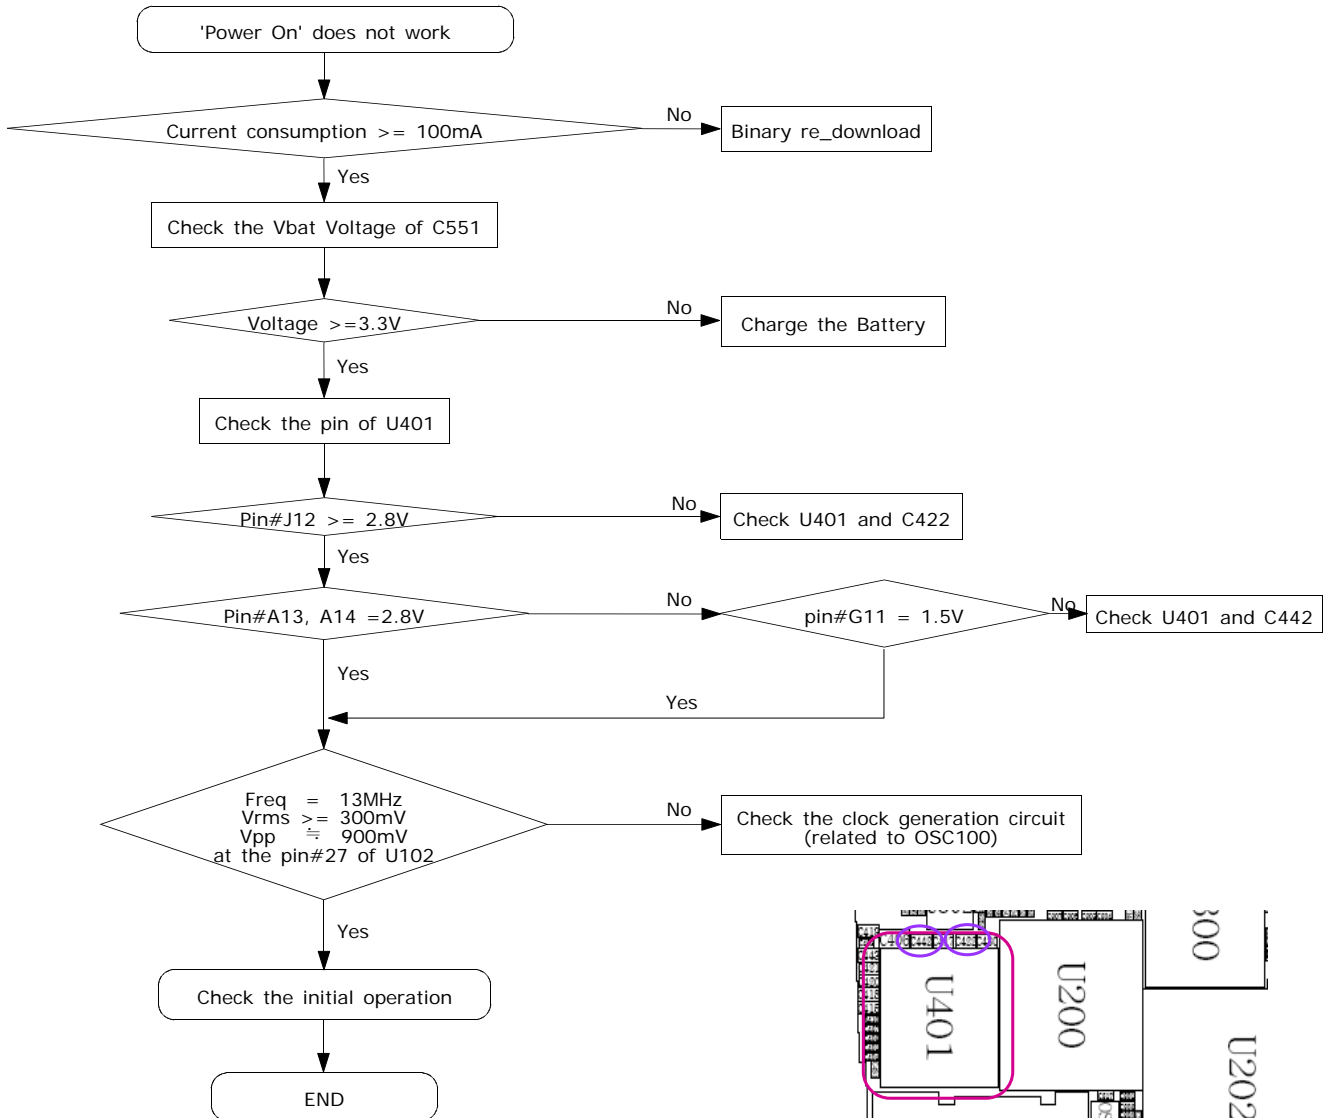 'Power On' does not work
Current consumption >= 100mA
No
Binary re_download
Yes
Check the Vbat Voltage of C551
Voltage >=3.3V
No
Charge the Battery
Yes
Check the pin of U401
Pin#J12 >= 2.8V
No
Check U401 and C422
Yes
Pin#A13, A14 =2.8V
No
pin#G11 = 1.5V
No
Check U401 and C442
Yes
Yes
Freq = 13MHz
Vrms >= 300mV
Vpp ≒ 900mV
at the pin#27 of U102
No
Check the clock generation circuit
(related to OSC100)
Yes
Check the initial operation
END
U401
U200
U202